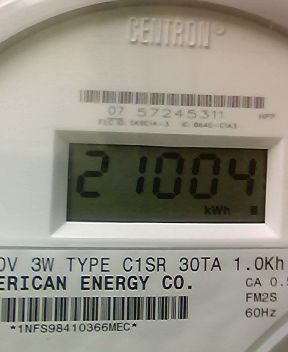 CENTRON®
07 57245311
HPP
21004
kWh
0V 3W TYPE C1SR 30TA 1.0Kh
ERICAN ENERGY CO.
CA 0.5
FM2S
60Hz
*1NFS98410366MEC*